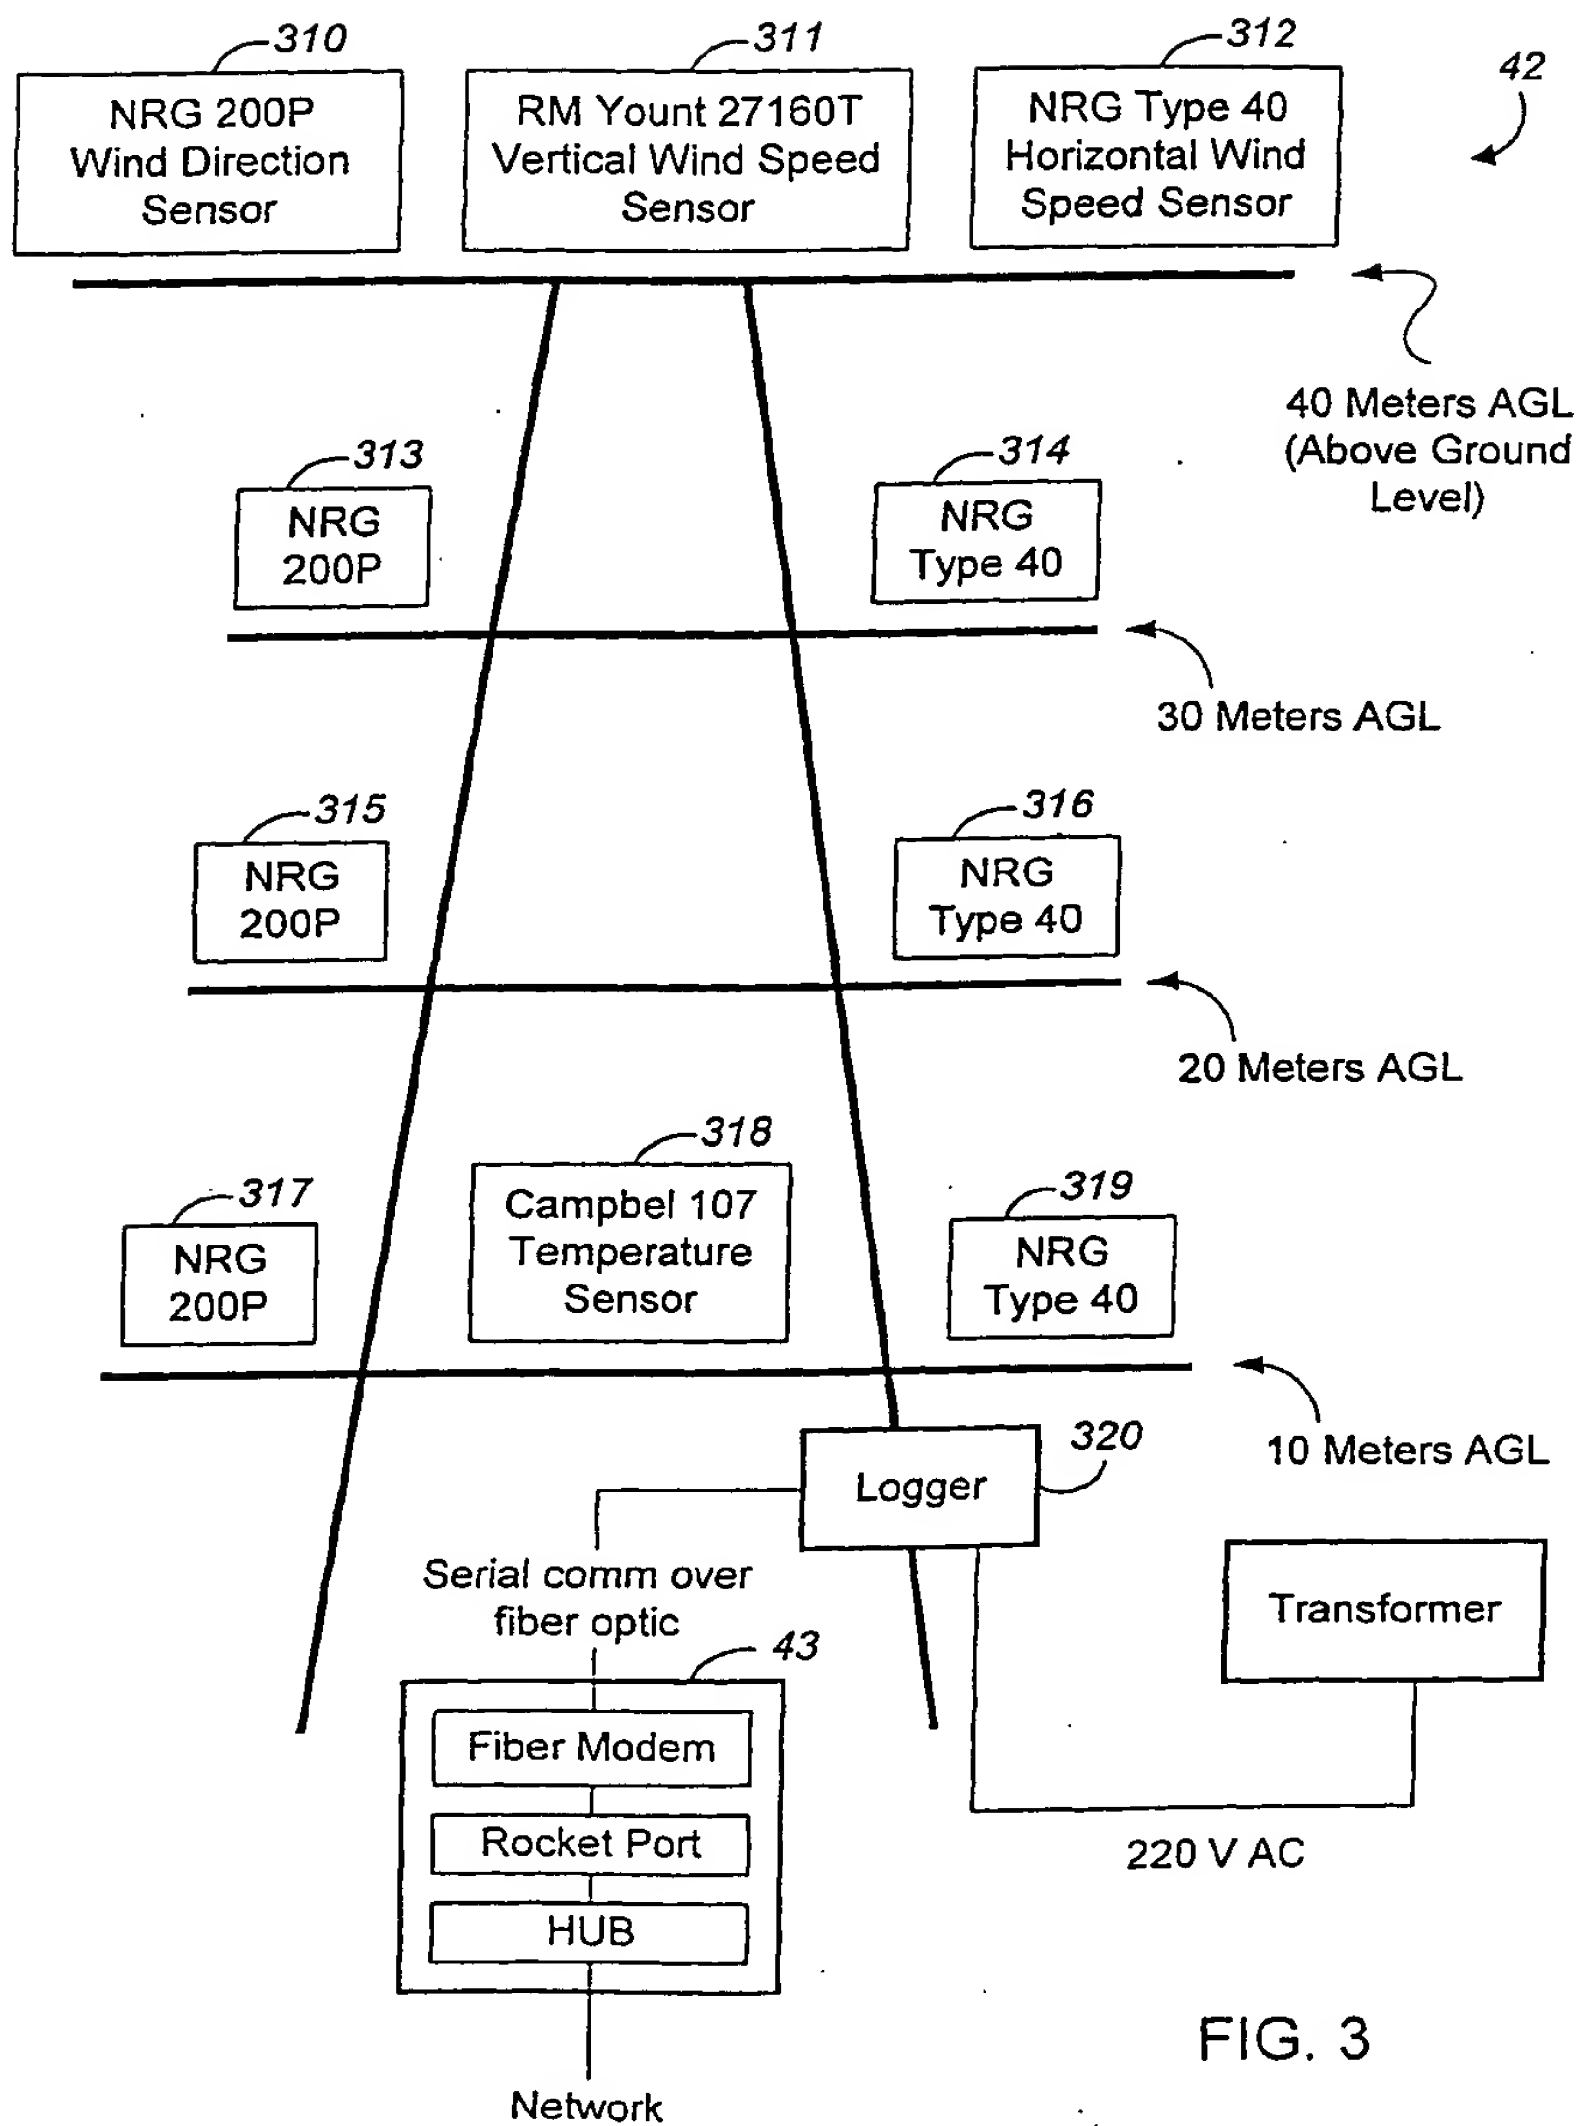 310
311
312
42
NRG 200P
Wind Direction
Sensor
RM Yount 27160T
Vertical Wind Speed
Sensor
NRG Type 40
Horizontal Wind
Speed Sensor
40 Meters AGL
(Above Ground
Level)
313
NRG
200P
314
NRG
Type 40
30 Meters AGL
315
NRG
200P
316
NRG
Type 40
20 Meters AGL
317
NRG
200P
318
Campbel 107
Temperature
Sensor
319
NRG
Type 40
10 Meters AGL
320
Logger
Serial comm over
fiber optic
Transformer
43
Fiber Modem
Rocket Port
HUB
220 V AC
Network
FIG. 3